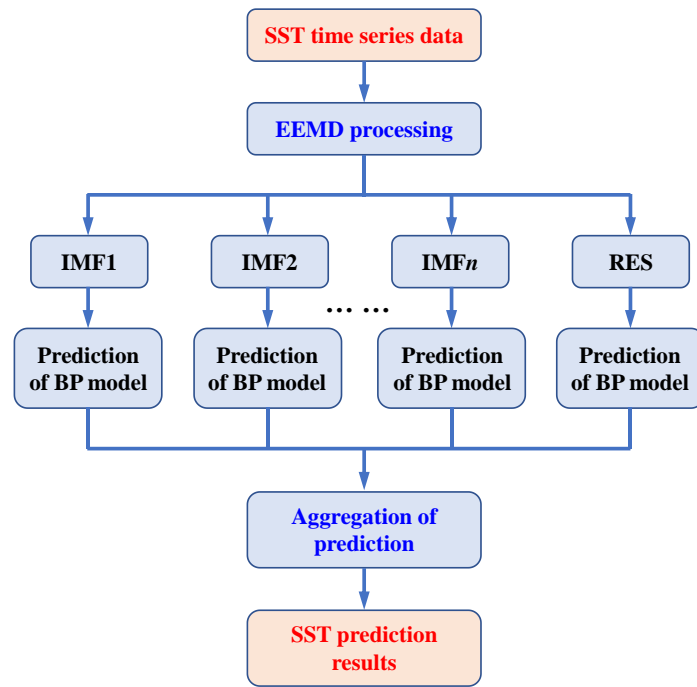 SST time series data
EEMD processing
IMF1
IMF2
IMFn
RES
... ...
Prediction
of BP model
Prediction
of BP model
Prediction
of BP model
Prediction
of BP model
Aggregation of
prediction
SST prediction
results